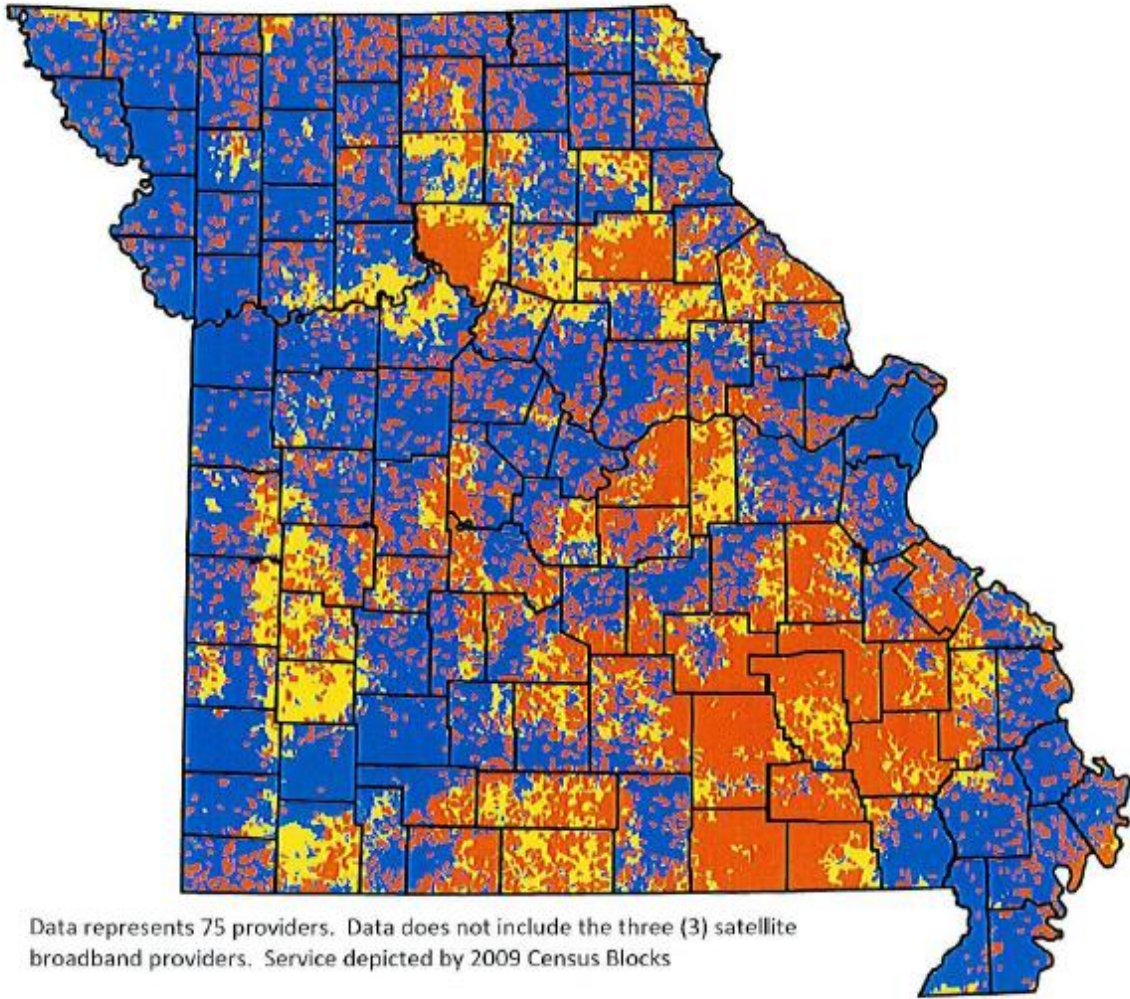 Data represents 75 providers.  Data does not include the three (3) satellite
broadband providers.  Service depicted by 2009 Census Blocks